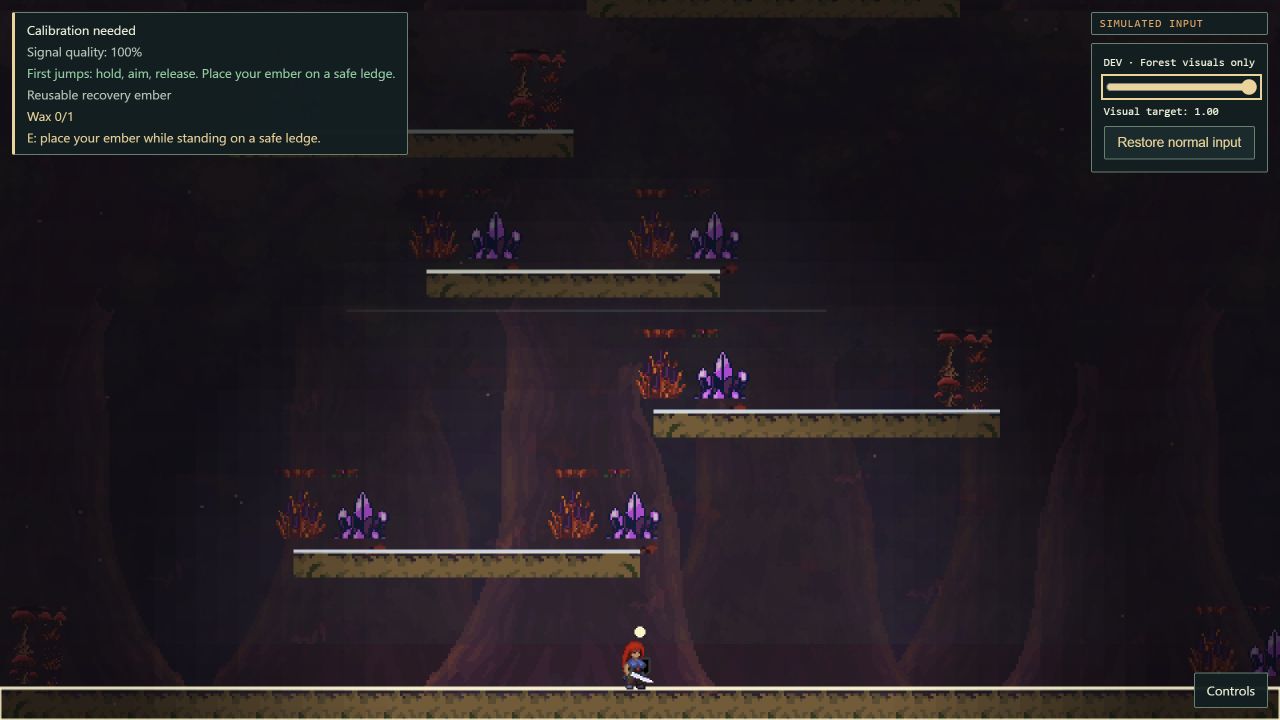 Calibration needed
Signal quality: 100%
First jumps: hold, aim, release. Place your ember on a safe ledge.
Reusable recovery ember
Wax 0/1
E: place your ember while standing on a safe ledge.
SIMULATED INPUT
DEV · Forest visuals only
Visual target: 1.00
Restore normal input
Controls